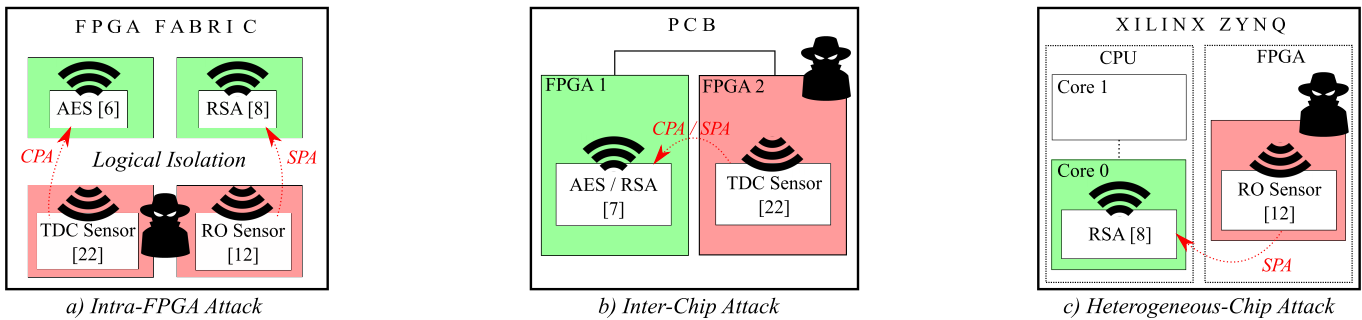 FPGA FABRIC
AES [6]
RSA [8]
CPA
Logical Isolation
SPA
TDC Sensor
[22]
RO Sensor
[12]
a) Intra-FPGA Attack
PCB
FPGA 1
FPGA 2
CPA / SPA
AES / RSA
[7]
TDC Sensor
[22]
b) Inter-Chip Attack
XILINX ZYNQ
CPU
Core 1
Core 0
RSA [8]
FPGA
RO Sensor
[12]
SPA
c) Heterogeneous-Chip Attack